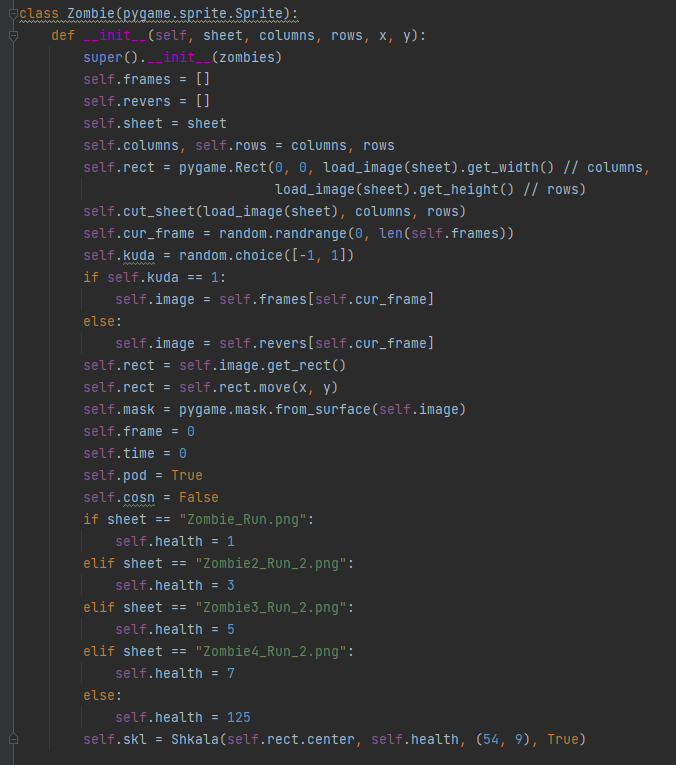 class Zombie(pygame.sprite.Sprite):
    def __init__(self, sheet, columns, rows, x, y):
        super().__init__(zombies)
        self.frames = []
        self.revers = []
        self.sheet = sheet
        self.columns, self.rows = columns, rows
        self.rect = pygame.Rect(0, 0, load_image(sheet).get_width() // columns,
                                load_image(sheet).get_height() // rows)
        self.cut_sheet(load_image(sheet), columns, rows)
        self.cur_frame = random.randrange(0, len(self.frames))
        self.kuda = random.choice([-1, 1])
        if self.kuda == 1:
            self.image = self.frames[self.cur_frame]
        else:
            self.image = self.revers[self.cur_frame]
        self.rect = self.image.get_rect()
        self.rect = self.rect.move(x, y)
        self.mask = pygame.mask.from_surface(self.image)
        self.frame = 0
        self.time = 0
        self.pod = True
        self.cosn = False
        if sheet == "Zombie_Run.png":
            self.health = 1
        elif sheet == "Zombie2_Run_2.png":
            self.health = 3
        elif sheet == "Zombie3_Run_2.png":
            self.health = 5
        elif sheet == "Zombie4_Run_2.png":
            self.health = 7
        else:
            self.health = 125
        self.skl = Shkala(self.rect.center, self.health, (54, 9), True)